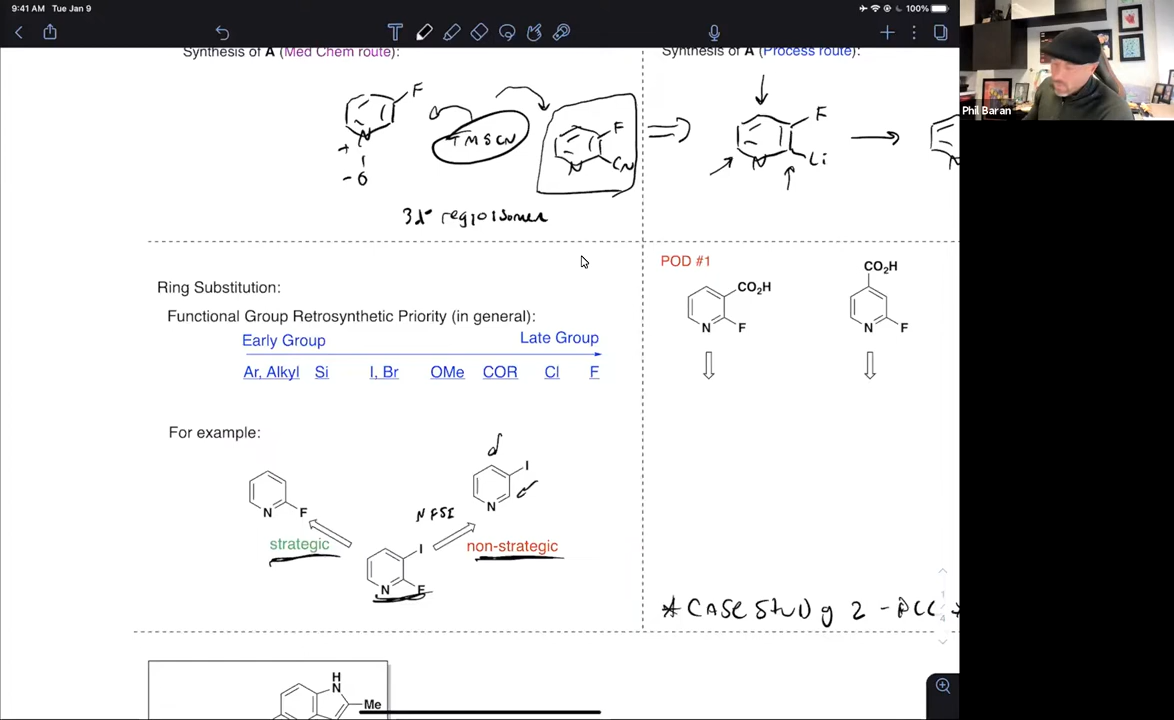 9:41 AM Tue Jan 9
100%
Phil Baran
Synthesis of A (Med Chem route):
F
N
+
- O
TMSCN
F
N
CN
3rd regioisomer
Synthesis of A (Process route):
F
N
Li
N
Ring Substitution:
Functional Group Retrosynthetic Priority (in general):
Early Group
Late Group
Ar, Alkyl Si I, Br OMe COR Cl F
For example:
N
F
strategic
NFSI
I
N
non-strategic
I
N
F
POD #1
CO2H
N
F
CO2H
N
F
*CASE STUDY 2 - PCC *
H
N
Me